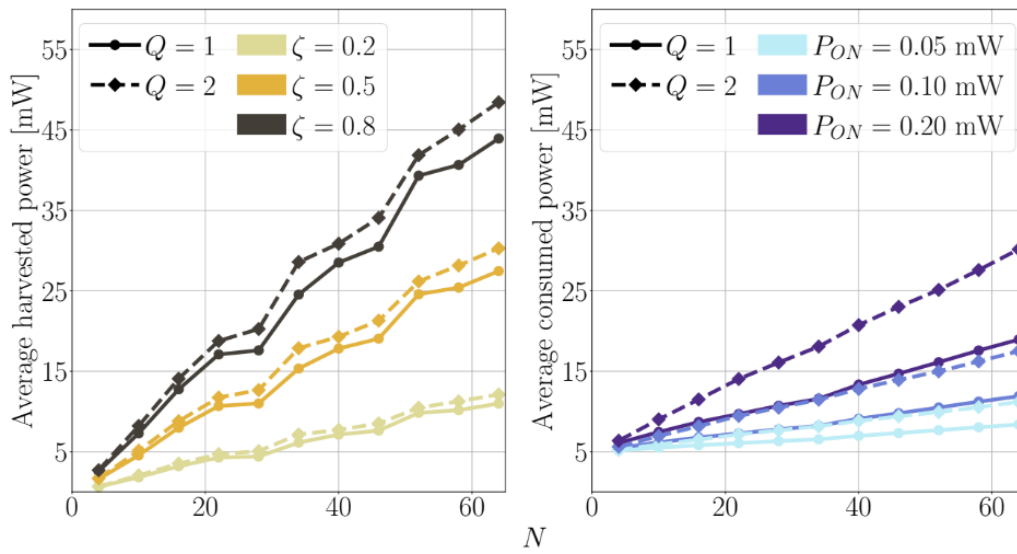 Average harvested power [mW]
55
45
35
25
15
5
0
20
40
60
Q = 1
Q = 2
ζ = 0.2
ζ = 0.5
ζ = 0.8
Average consumed power [mW]
55
45
35
25
15
5
0
20
40
60
Q = 1
Q = 2
P_ON = 0.05 mW
P_ON = 0.10 mW
P_ON = 0.20 mW
N